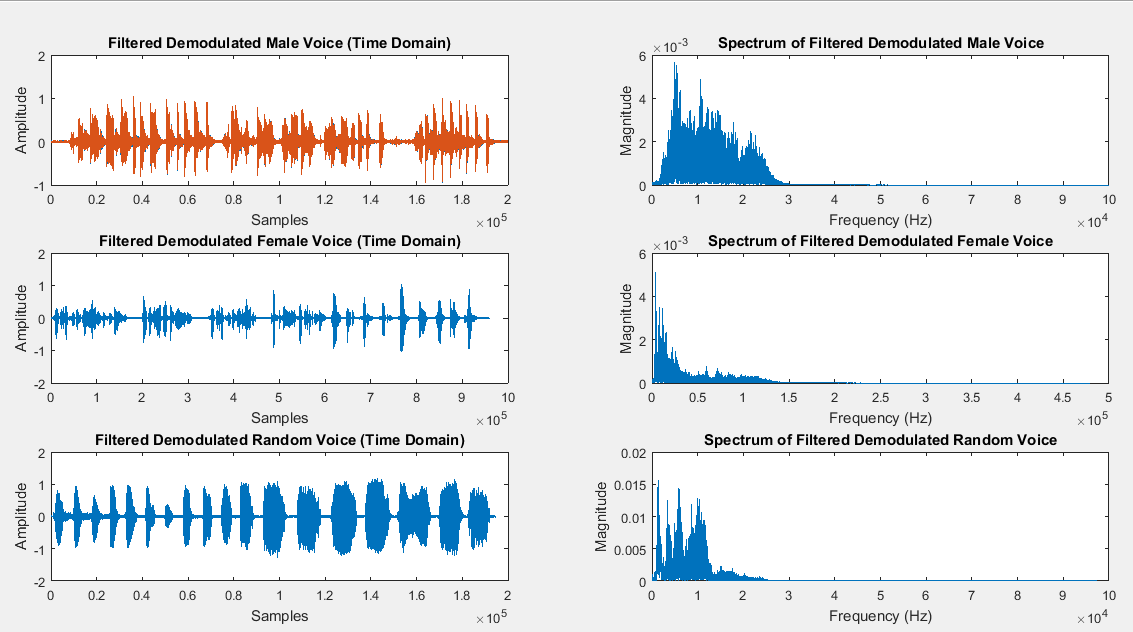 Filtered Demodulated Male Voice (Time Domain)
2
1
0
-1
Amplitude
0 0.2 0.4 0.6 0.8 1 1.2 1.4 1.6 1.8 2
Samples
×10^5
Spectrum of Filtered Demodulated Male Voice
×10^-3
6
4
2
0
Magnitude
0 1 2 3 4 5 6 7 8 9 10
Frequency (Hz)
×10^4
Filtered Demodulated Female Voice (Time Domain)
2
1
0
-1
-2
Amplitude
0 1 2 3 4 5 6 7 8 9 10
Samples
×10^5
Spectrum of Filtered Demodulated Female Voice
×10^-3
6
4
2
0
Magnitude
0 0.5 1 1.5 2 2.5 3 3.5 4 4.5 5
Frequency (Hz)
×10^5
Filtered Demodulated Random Voice (Time Domain)
2
1
0
-1
-2
Amplitude
0 0.2 0.4 0.6 0.8 1 1.2 1.4 1.6 1.8 2
Samples
×10^5
Spectrum of Filtered Demodulated Random Voice
0.02
0.015
0.01
0.005
0
Magnitude
0 1 2 3 4 5 6 7 8 9 10
Frequency (Hz)
×10^4